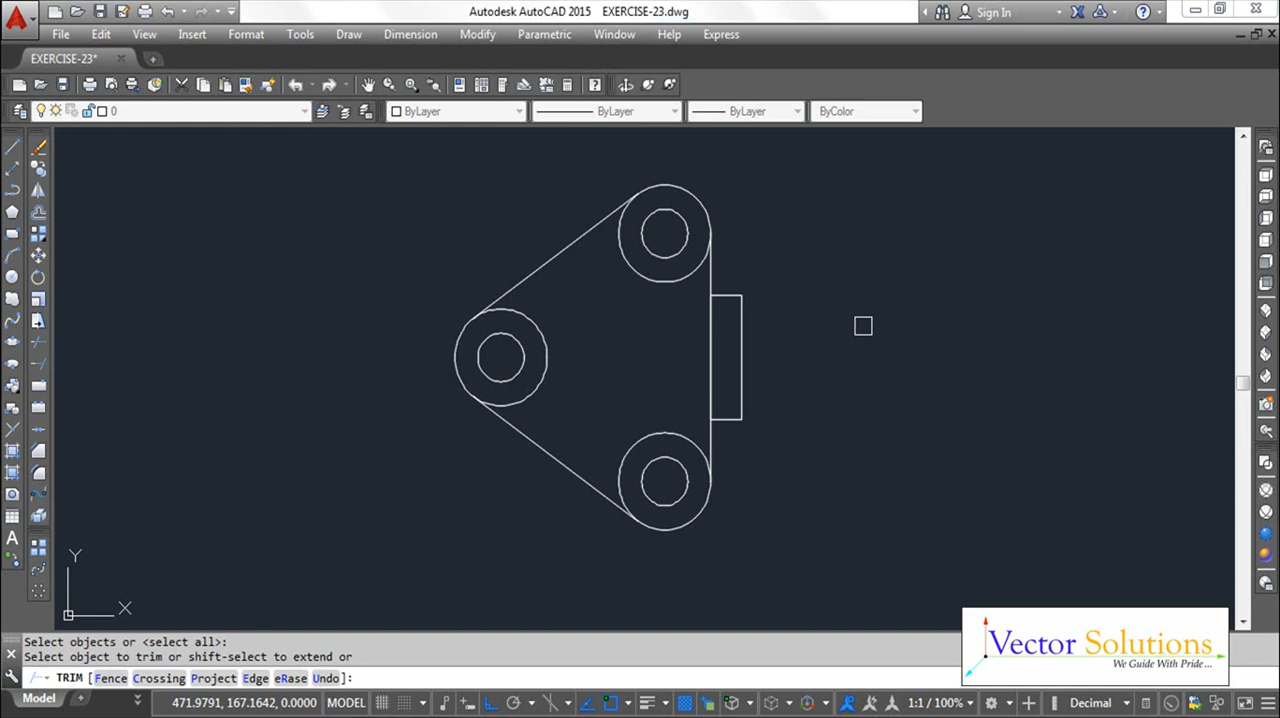 Autodesk AutoCAD 2015 EXERCISE-23.dwg
Sign In
File Edit View Insert Format Tools Draw Dimension Modify Parametric Window Help Express
EXERCISE-23*
0 ByLayer ByLayer ByLayer ByColor
Y
X
Select objects or <select all>:
Select object to trim or shift-select to extend or
TRIM [Fence Crossing Project Edge eRase Undo]:
Vector Solutions
We Guide With Pride...
Model
471.9791, 167.1642, 0.0000 MODEL 1:1 / 100% Decimal